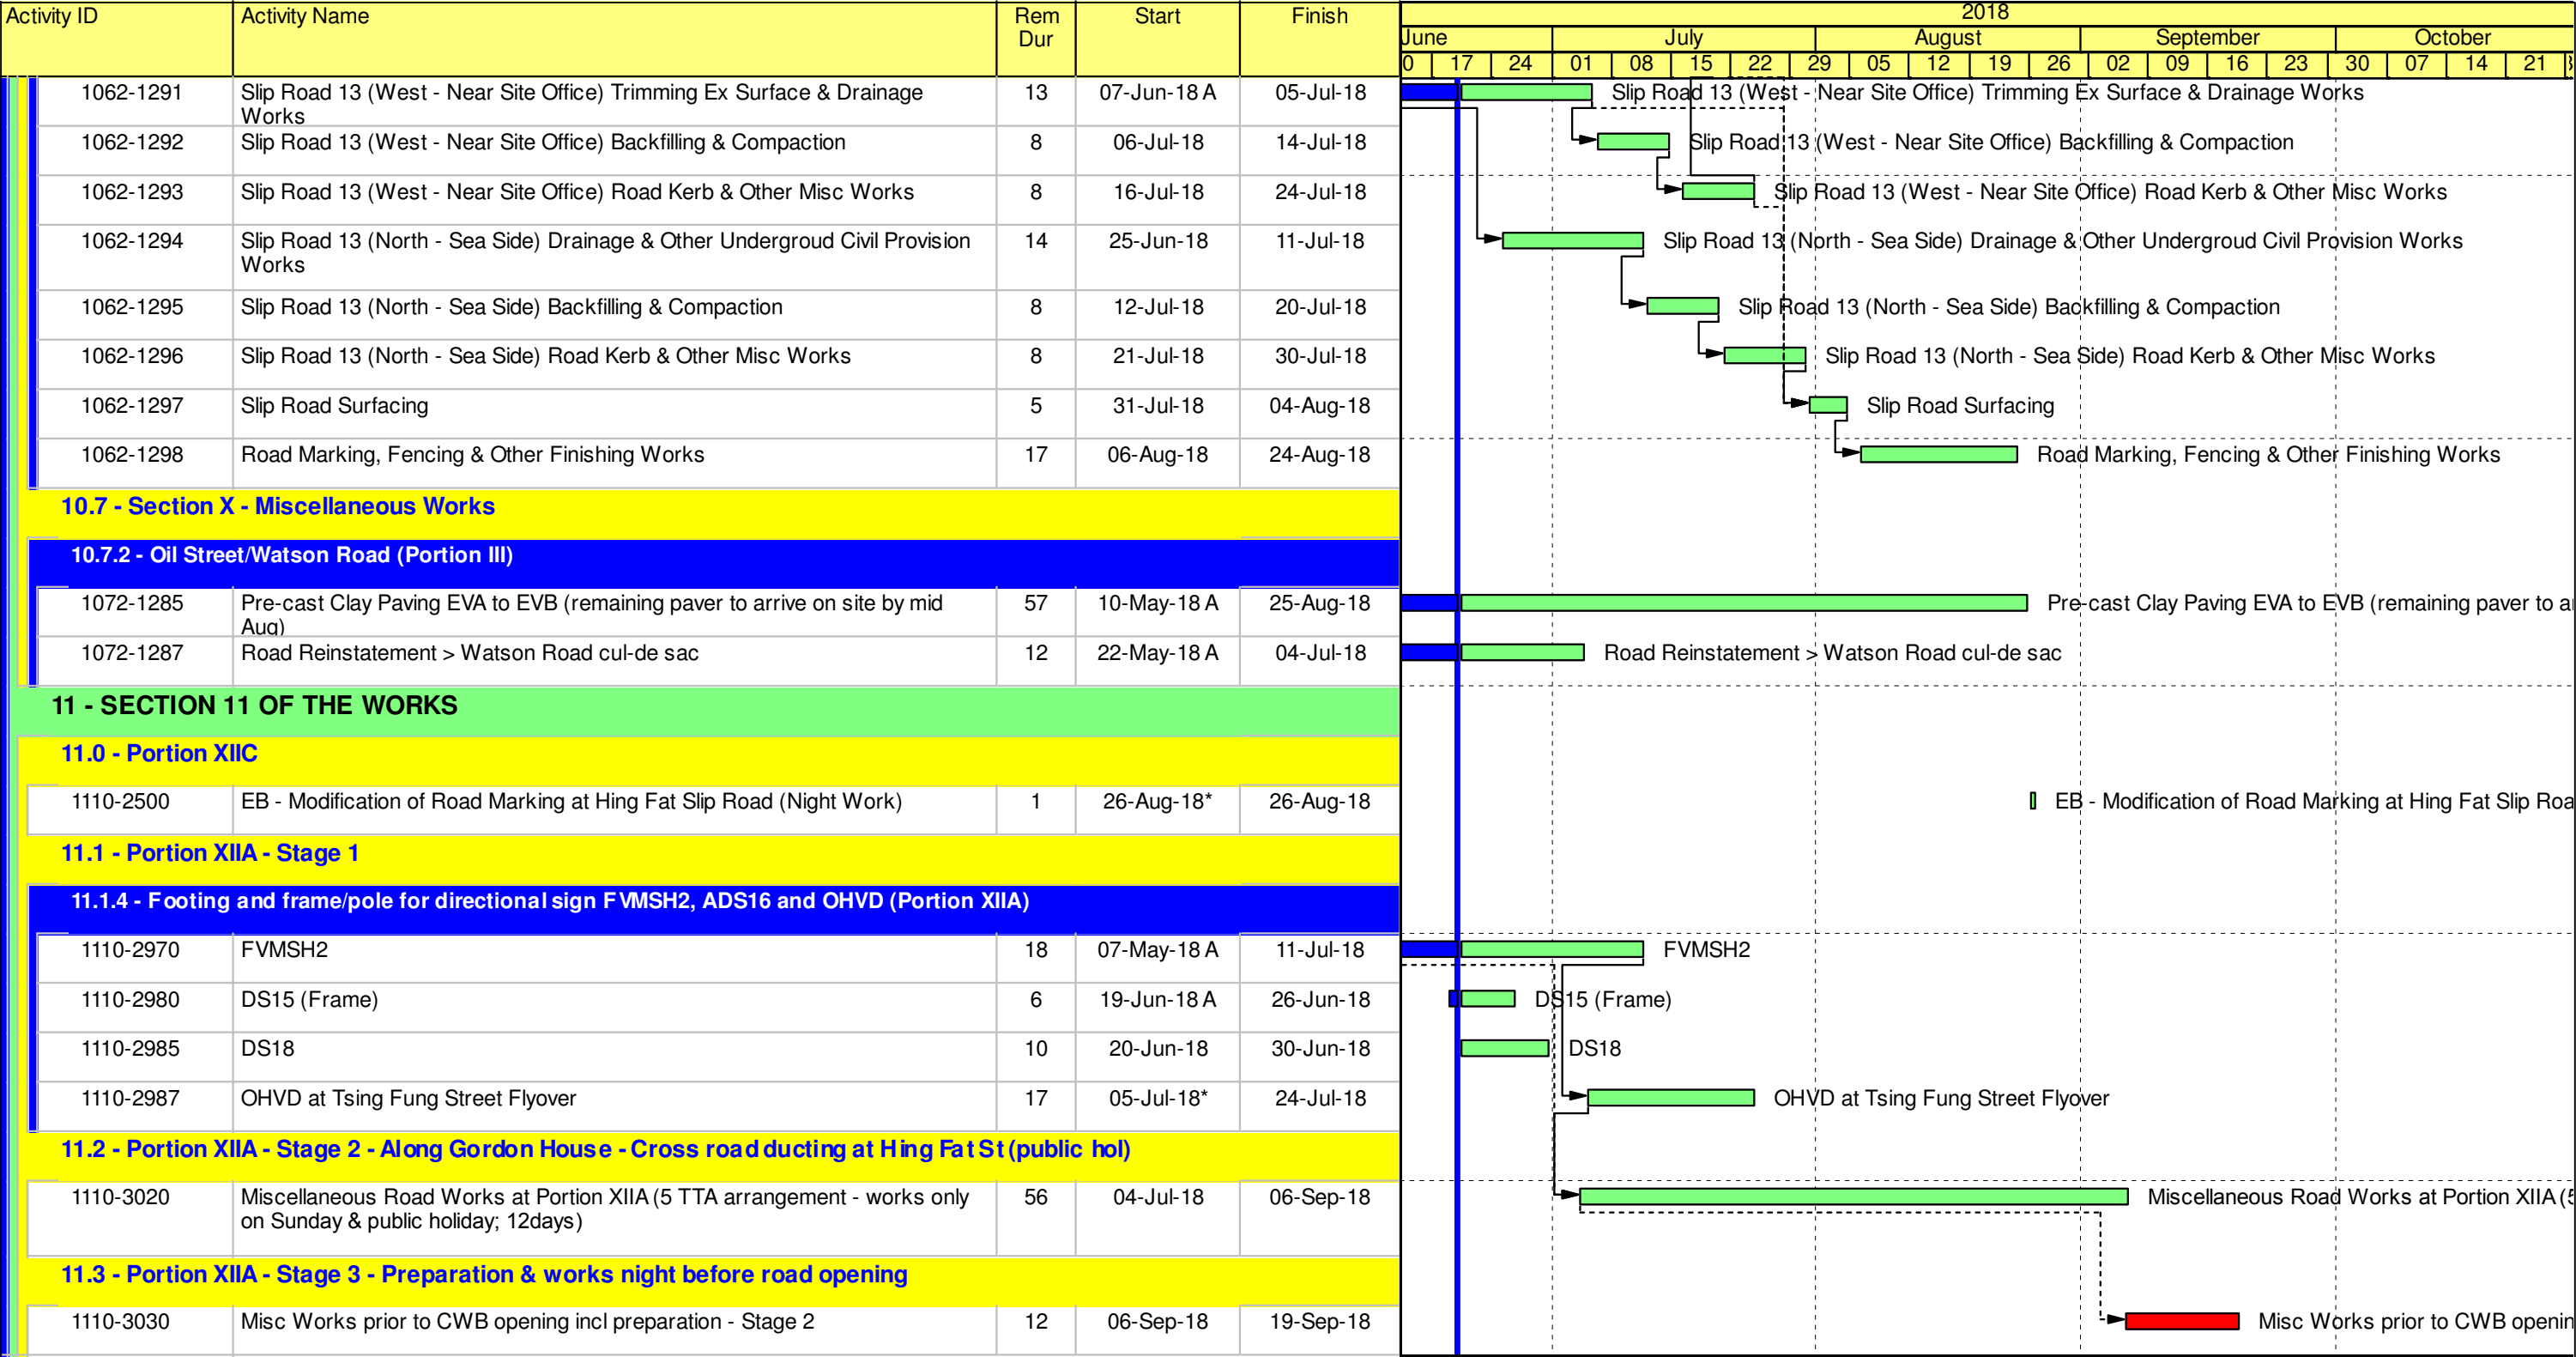 Activity ID Activity Name Rem Start Finish 2018
Dur June July August September October
0 17 24 01 08 15 22 29 05 12 19 26 02 09 16 23 30 07 14 21
1062-1291 Slip Road 13 (West - Near Site Office) Trimming Ex Surface & Drainage 13 07-Jun-18 A 05-Jul-18 Slip Road 13 (West - Near Site Office) Trimming Ex Surface & Drainage Works
Works
1062-1292 Slip Road 13 (West - Near Site Office) Backfilling & Compaction 8 06-Jul-18 14-Jul-18 Slip Road 13 (West - Near Site Office) Backfilling & Compaction
1062-1293 Slip Road 13 (West - Near Site Office) Road Kerb & Other Misc Works 8 16-Jul-18 24-Jul-18 Slip Road 13 (West - Near Site Office) Road Kerb & Other Misc Works
1062-1294 Slip Road 13 (North - Sea Side) Drainage & Other Undergroud Civil Provision 14 25-Jun-18 11-Jul-18 Slip Road 13 (North - Sea Side) Drainage & Other Undergroud Civil Provision Works
Works
1062-1295 Slip Road 13 (North - Sea Side) Backfilling & Compaction 8 12-Jul-18 20-Jul-18 Slip Road 13 (North - Sea Side) Backfilling & Compaction
1062-1296 Slip Road 13 (North - Sea Side) Road Kerb & Other Misc Works 8 21-Jul-18 30-Jul-18 Slip Road 13 (North - Sea Side) Road Kerb & Other Misc Works
1062-1297 Slip Road Surfacing 5 31-Jul-18 04-Aug-18 Slip Road Surfacing
1062-1298 Road Marking, Fencing & Other Finishing Works 17 06-Aug-18 24-Aug-18 Road Marking, Fencing & Other Finishing Works
10.7 - Section X - Miscellaneous Works
10.7.2 - Oil Street/Watson Road (Portion III)
1072-1285 Pre-cast Clay Paving EVA to EVB (remaining paver to arrive on site by mid 57 10-May-18 A 25-Aug-18 Pre-cast Clay Paving EVA to EVB (remaining paver to a
Aug)
1072-1287 Road Reinstatement > Watson Road cul-de sac 12 22-May-18 A 04-Jul-18 Road Reinstatement > Watson Road cul-de sac
11 - SECTION 11 OF THE WORKS
11.0 - Portion XIIC
1110-2500 EB - Modification of Road Marking at Hing Fat Slip Road (Night Work) 1 26-Aug-18* 26-Aug-18 EB - Modification of Road Marking at Hing Fat Slip Roa
11.1 - Portion XIIA - Stage 1
11.1.4 - Footing and frame/pole for directional sign FVMSH2, ADS16 and OHVD (Portion XIIA)
1110-2970 FVMSH2 18 07-May-18 A 11-Jul-18 FVMSH2
1110-2980 DS15 (Frame) 6 19-Jun-18 A 26-Jun-18 DS15 (Frame)
1110-2985 DS18 10 20-Jun-18 30-Jun-18 DS18
1110-2987 OHVD at Tsing Fung Street Flyover 17 05-Jul-18* 24-Jul-18 OHVD at Tsing Fung Street Flyover
11.2 - Portion XIIA - Stage 2 - Along Gordon House - Cross road ducting at Hing Fat St (public hol)
1110-3020 Miscellaneous Road Works at Portion XIIA (5 TTA arrangement - works only 56 04-Jul-18 06-Sep-18 Miscellaneous Road Works at Portion XIIA (5
on Sunday & public holiday; 12days)
11.3 - Portion XIIA - Stage 3 - Preparation & works night before road opening
1110-3030 Misc Works prior to CWB opening incl preparation - Stage 2 12 06-Sep-18 19-Sep-18 Misc Works prior to CWB openin